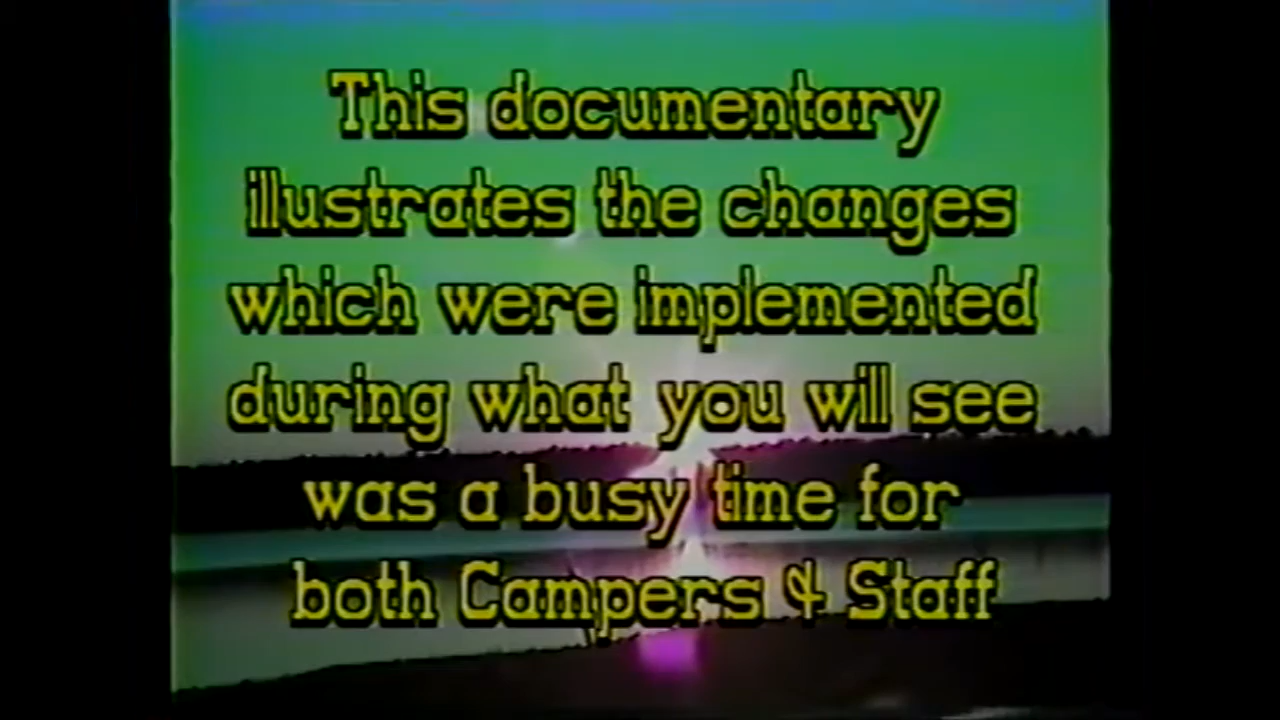 This documentary
illustrates the changes
which were implemented
during what you will see
was a busy time for
both Campers & Staff